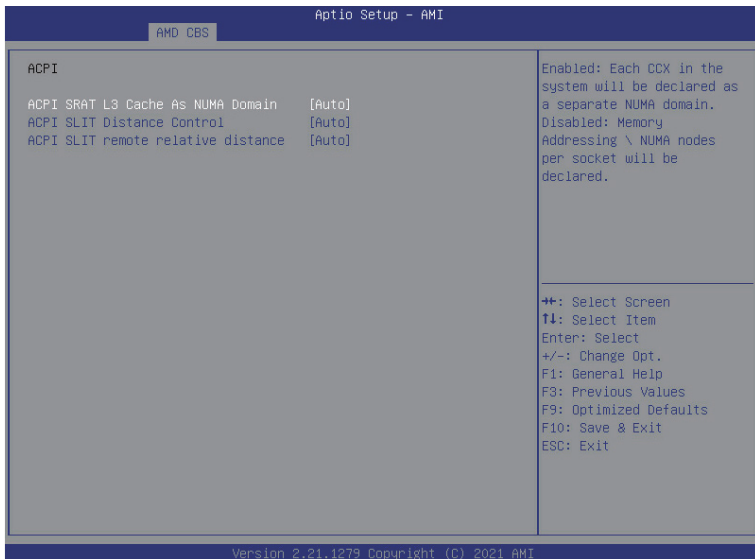 Aptio Setup - AMI
AMD CBS
ACPI
ACPI SRAT L3 Cache As NUMA Domain [Auto]
ACPI SLIT Distance Control [Auto]
ACPI SLIT remote relative distance [Auto]
Enabled: Each CCX in the
system will be declared as
a separate NUMA domain.
Disabled: Memory
Addressing \ NUMA nodes
per socket will be
declared.
→←: Select Screen
↑↓: Select Item
Enter: Select
+/-: Change Opt.
F1: General Help
F3: Previous Values
F9: Optimized Defaults
F10: Save & Exit
ESC: Exit
Version 2.21.1279 Copyright (C) 2021 AMI